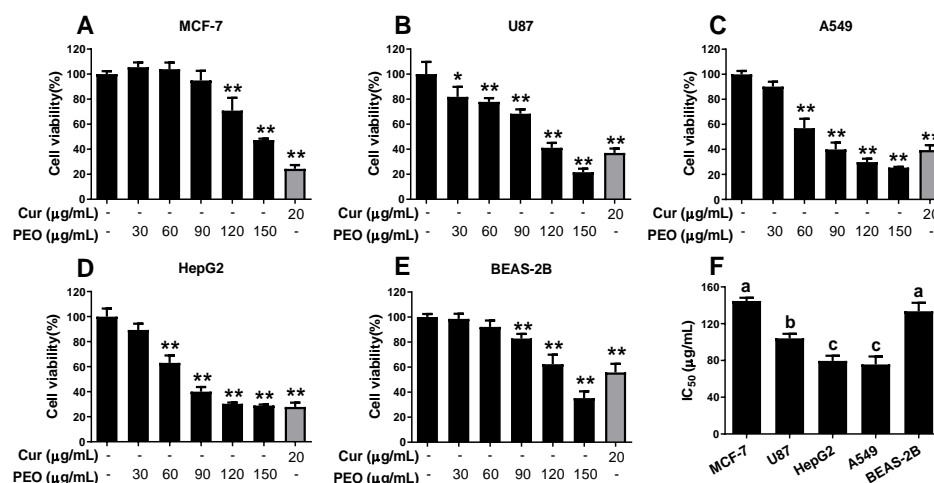 A
MCF-7
Cell viability(%)
120
100
80
60
40
20
0
**
**
**
Cur (μg/mL) - - - - - - 20
PEO (μg/mL) - 30 60 90 120 150 -
B
U87
Cell viability(%)
120
100
80
60
40
20
0
*
**
**
**
**
**
Cur (μg/mL) - - - - - - 20
PEO (μg/mL) - 30 60 90 120 150 -
C
A549
Cell viability(%)
120
100
80
60
40
20
0
**
**
**
**
**
Cur (μg/mL) - - - - - - 20
PEO (μg/mL) - 30 60 90 120 150 -
D
HepG2
Cell viability(%)
120
100
80
60
40
20
0
**
**
**
**
**
Cur (μg/mL) - - - - - - 20
PEO (μg/mL) - 30 60 90 120 150 -
E
BEAS-2B
Cell viability(%)
120
100
80
60
40
20
0
**
**
**
**
Cur (μg/mL) - - - - - - 20
PEO (μg/mL) - 30 60 90 120 150 -
F
IC50 (μg/mL)
160
120
80
40
0
a
b
c
c
a
MCF-7
U87
HepG2
A549
BEAS-2B